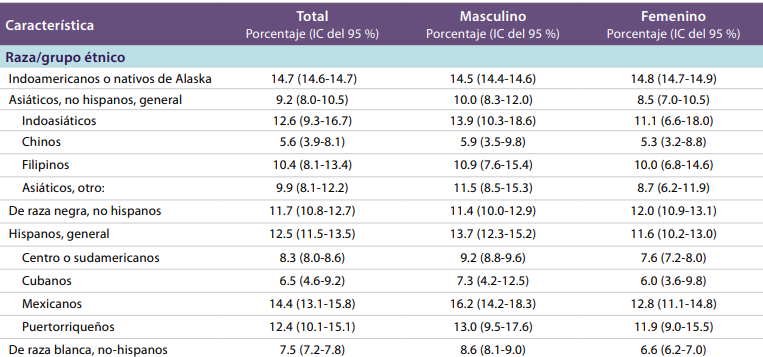 Característica Total Masculino Femenino
Porcentaje (IC del 95 %) Porcentaje (IC del 95 %) Porcentaje (IC del 95 %)
Raza/grupo étnico
Indoamericanos o nativos de Alaska 14.7 (14.6-14.7) 14.5 (14.4-14.6) 14.8 (14.7-14.9)
Asiáticos, no hispanos, general 9.2 (8.0-10.5) 10.0 (8.3-12.0) 8.5 (7.0-10.5)
Indoasiáticos 12.6 (9.3-16.7) 13.9 (10.3-18.6) 11.1 (6.6-18.0)
Chinos 5.6 (3.9-8.1) 5.9 (3.5-9.8) 5.3 (3.2-8.8)
Filipinos 10.4 (8.1-13.4) 10.9 (7.6-15.4) 10.0 (6.8-14.6)
Asiáticos, otro: 9.9 (8.1-12.2) 11.5 (8.5-15.3) 8.7 (6.2-11.9)
De raza negra, no hispanos 11.7 (10.8-12.7) 11.4 (10.0-12.9) 12.0 (10.9-13.1)
Hispanos, general 12.5 (11.5-13.5) 13.7 (12.3-15.2) 11.6 (10.2-13.0)
Centro o sudamericanos 8.3 (8.0-8.6) 9.2 (8.8-9.6) 7.6 (7.2-8.0)
Cubanos 6.5 (4.6-9.2) 7.3 (4.2-12.5) 6.0 (3.6-9.8)
Mexicanos 14.4 (13.1-15.8) 16.2 (14.2-18.3) 12.8 (11.1-14.8)
Puertorriqueños 12.4 (10.1-15.1) 13.0 (9.5-17.6) 11.9 (9.0-15.5)
De raza blanca, no-hispanos 7.5 (7.2-7.8) 8.6 (8.1-9.0) 6.6 (6.2-7.0)